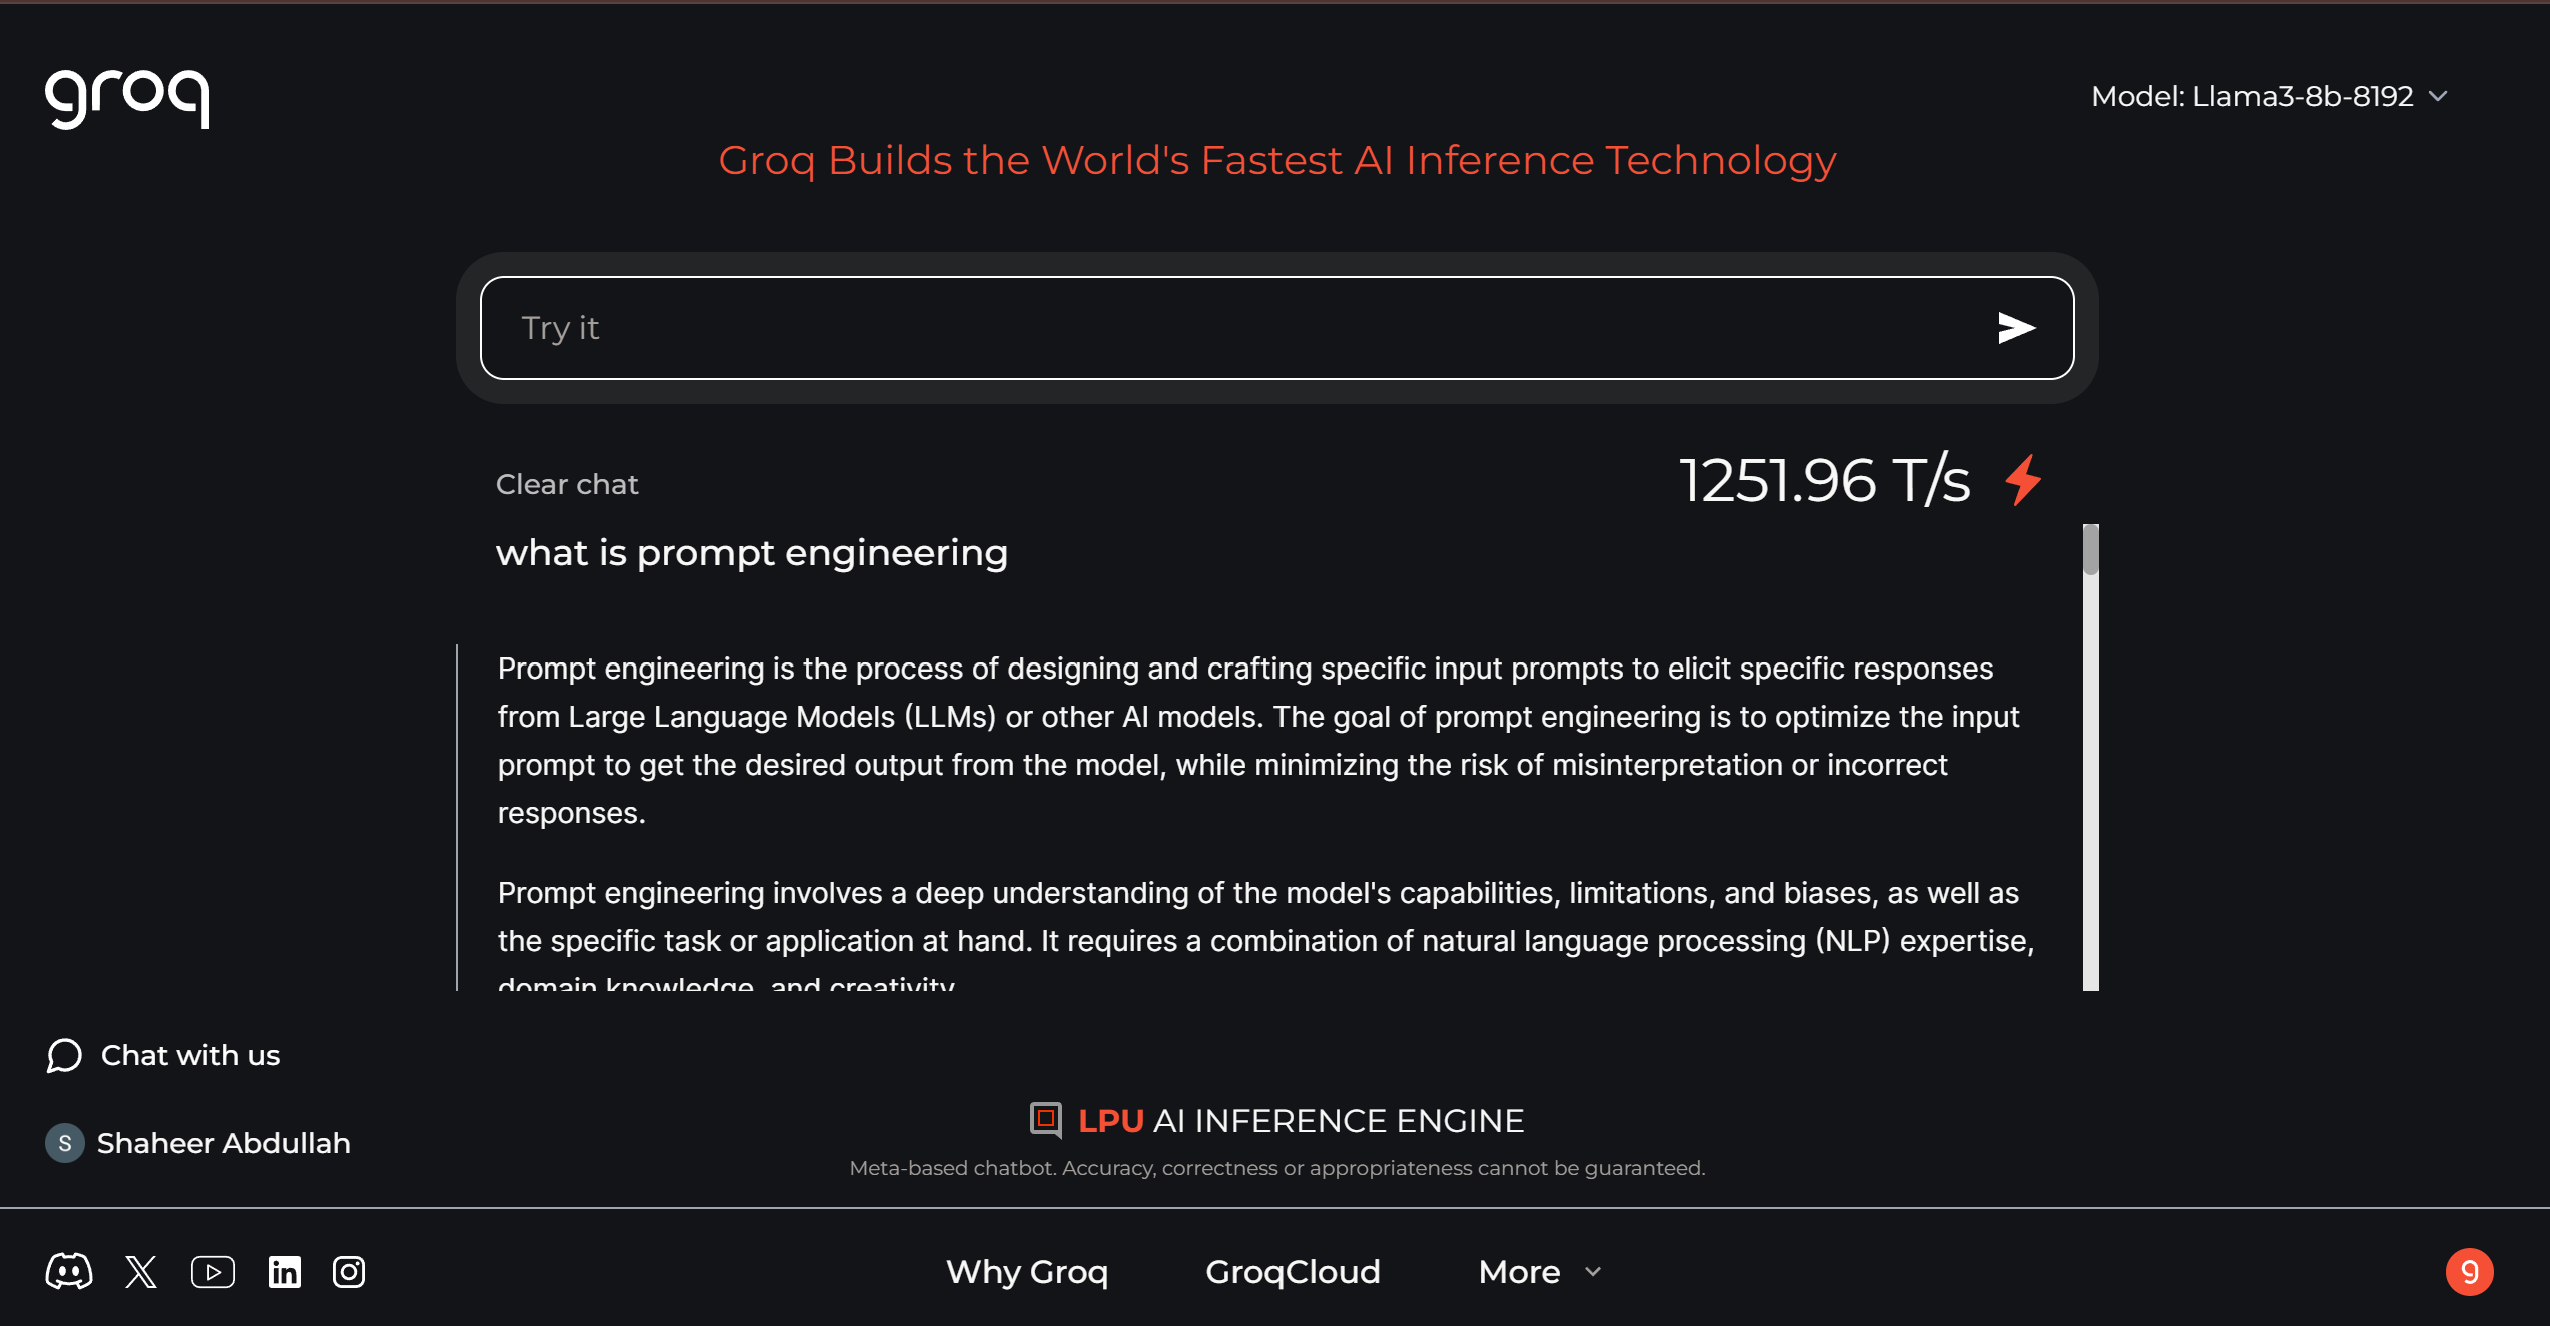 groq
Model: Llama3-8b-8192
Groq Builds the World's Fastest AI Inference Technology
Try it
Clear chat
1251.96 T/s
what is prompt engineering
Prompt engineering is the process of designing and crafting specific input prompts to elicit specific responses
from Large Language Models (LLMs) or other AI models. The goal of prompt engineering is to optimize the input
prompt to get the desired output from the model, while minimizing the risk of misinterpretation or incorrect
responses.
Prompt engineering involves a deep understanding of the model's capabilities, limitations, and biases, as well as
the specific task or application at hand. It requires a combination of natural language processing (NLP) expertise,
domain knowledge, and creativity
Chat with us
S Shaheer Abdullah
LPU AI INFERENCE ENGINE
Meta-based chatbot. Accuracy, correctness or appropriateness cannot be guaranteed.
in
Why Groq
GroqCloud
More
g